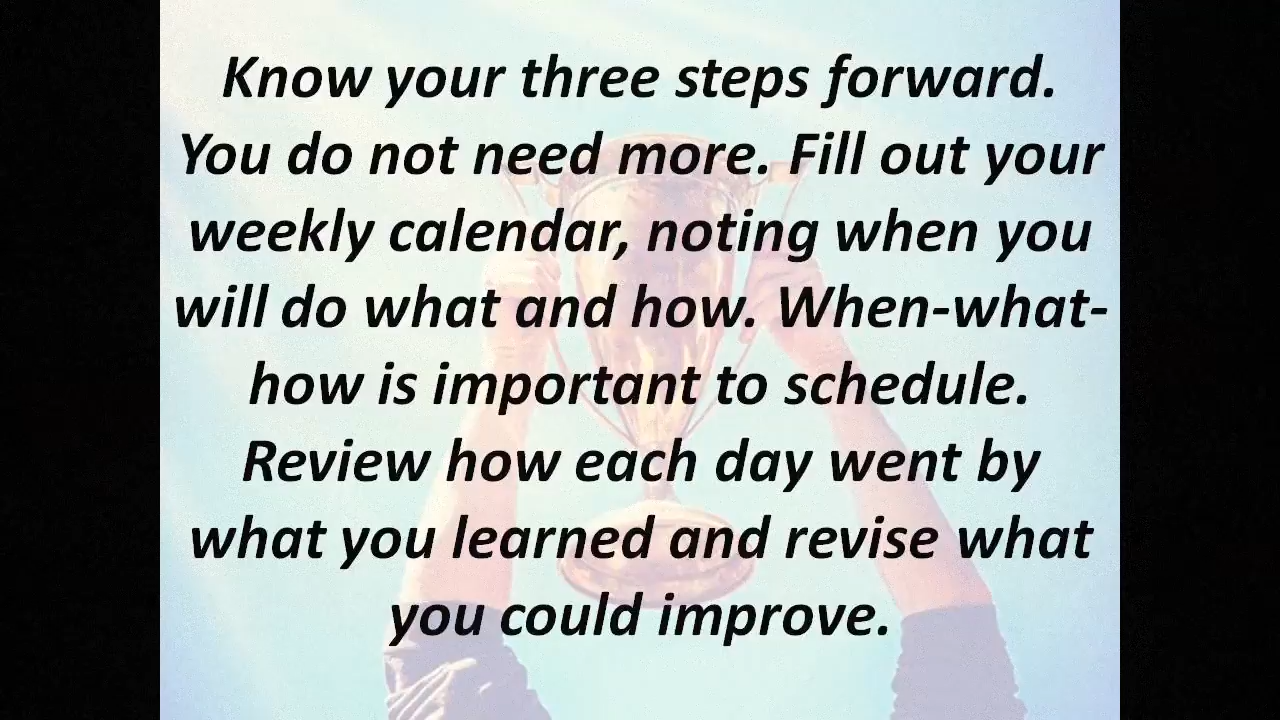 Know your three steps forward.
You do not need more. Fill out your
weekly calendar, noting when you
will do what and how. When-what-
how is important to schedule.
Review how each day went by
what you learned and revise what
you could improve.